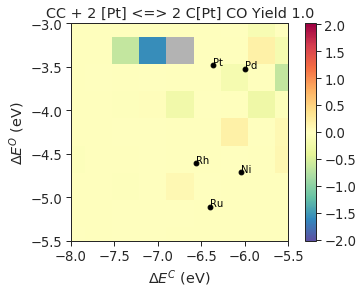 CC + 2 [Pt] <=> 2 C[Pt] CO Yield 1.0
−3.0
−3.5
−4.0
−4.5
−5.0
−5.5
ΔE^O (eV)
Pt
Pd
Rh
Ni
Ru
−8.0 −7.5 −7.0 −6.5 −6.0 −5.5
ΔE^C (eV)
2.0
1.5
1.0
0.5
0.0
−0.5
−1.0
−1.5
−2.0